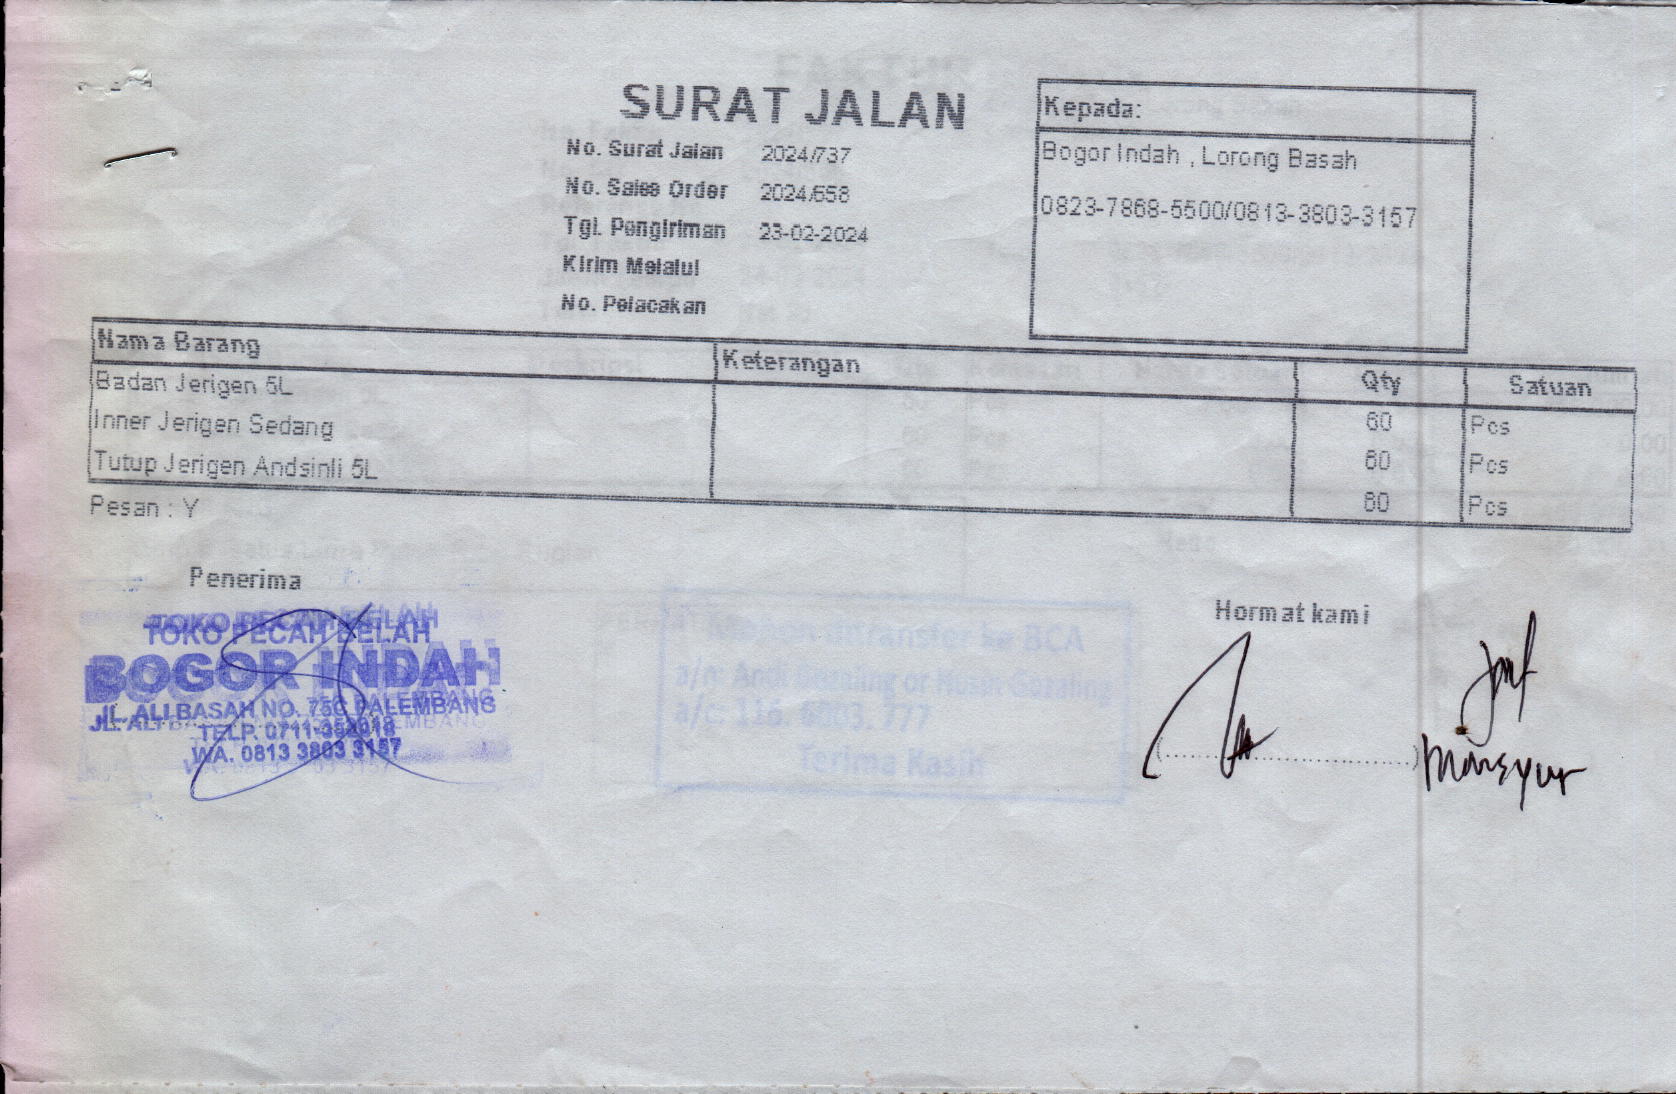 SURAT JALAN
No. Surat Jalan 2024/737
No. Sales Order 2024/658
Tgl. Pengiriman 23-02-2024
Kirim Melalui
No. Pelacakan
Kepada:
Bogor Indah , Lorong Basah
0823-7868-5500/0813-3803-3157
Nama Barang Keterangan Qty Satuan
Badan Jerigen 5L 60 Pcs
Inner Jerigen Sedang 60 Pcs
Tutup Jerigen Andsinli 5L 60 Pcs
Pesan : Y
Penerima
TOKO PECAH BELAH
BOGOR INDAH
JL. ALI BASAH NO. 75C PALEMBANG
TELP. 0711-352018
WA. 0813 3803 3157
transfer ke BCA
Terima Kasih
Hormat kami
Mansyur